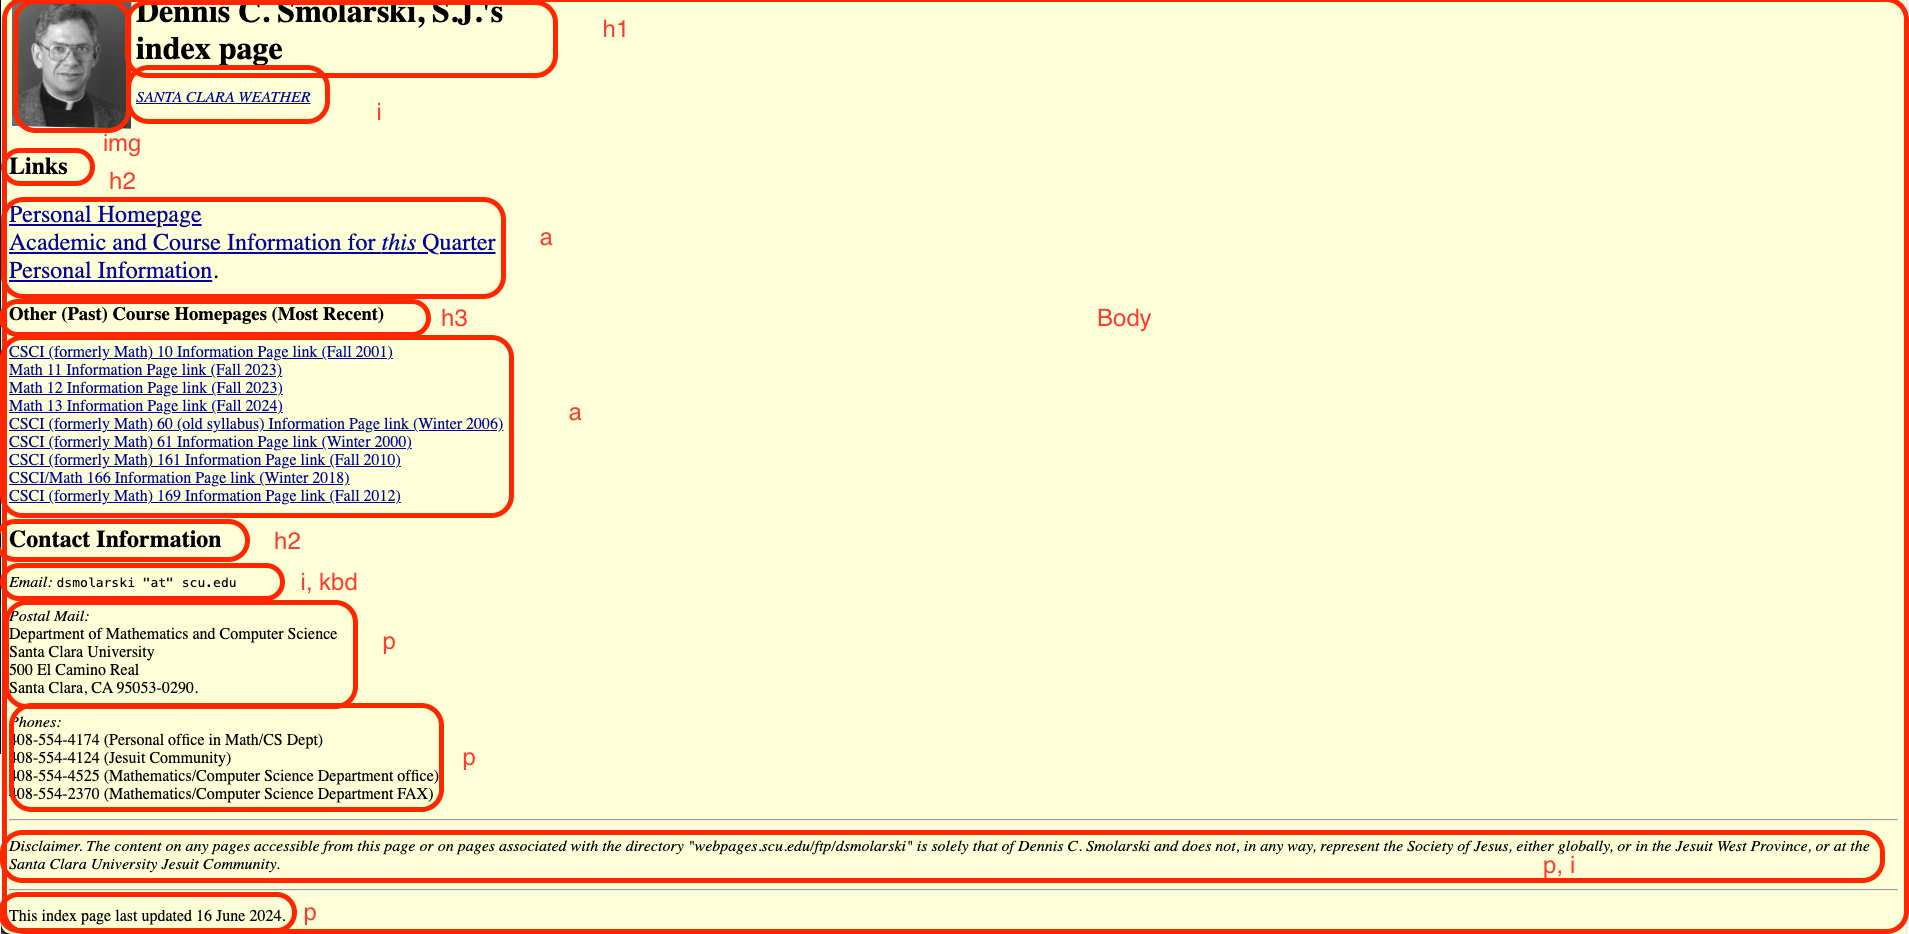 Dennis C. Smolarski, S.J.'s
index page
h1
SANTA CLARA WEATHER
i
img
Links
h2
Personal Homepage
Academic and Course Information for this Quarter
Personal Information.
a
Other (Past) Course Homepages (Most Recent)
h3
Body
CSCI (formerly Math) 10 Information Page link (Fall 2001)
Math 11 Information Page link (Fall 2023)
Math 12 Information Page link (Fall 2023)
Math 13 Information Page link (Fall 2024)
CSCI (formerly Math) 60 (old syllabus) Information Page link (Winter 2006)
CSCI (formerly Math) 61 Information Page link (Winter 2000)
CSCI (formerly Math) 161 Information Page link (Fall 2010)
CSCI/Math 166 Information Page link (Winter 2018)
CSCI (formerly Math) 169 Information Page link (Fall 2012)
a
Contact Information
h2
Email: dsmolarski "at" scu.edu
i, kbd
Postal Mail:
Department of Mathematics and Computer Science
Santa Clara University
500 El Camino Real
Santa Clara, CA 95053-0290.
p
Phones:
408-554-4174 (Personal office in Math/CS Dept)
408-554-4124 (Jesuit Community)
408-554-4525 (Mathematics/Computer Science Department office)
408-554-2370 (Mathematics/Computer Science Department FAX)
p
Disclaimer. The content on any pages accessible from this page or on pages associated with the directory "webpages.scu.edu/ftp/dsmolarski" is solely that of Dennis C. Smolarski and does not, in any way, represent the Society of Jesus, either globally, or in the Jesuit West Province, or at the
Santa Clara University Jesuit Community.
p, i
This index page last updated 16 June 2024.
p